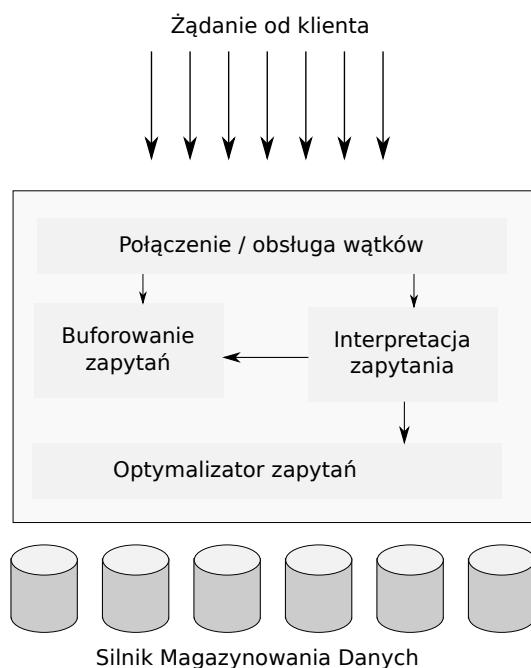 Żądanie od klienta
Połączenie / obsługa wątków
Buforowanie
zapytań
Interpretacja
zapytania
Optymalizator zapytań
Silnik Magazynowania Danych